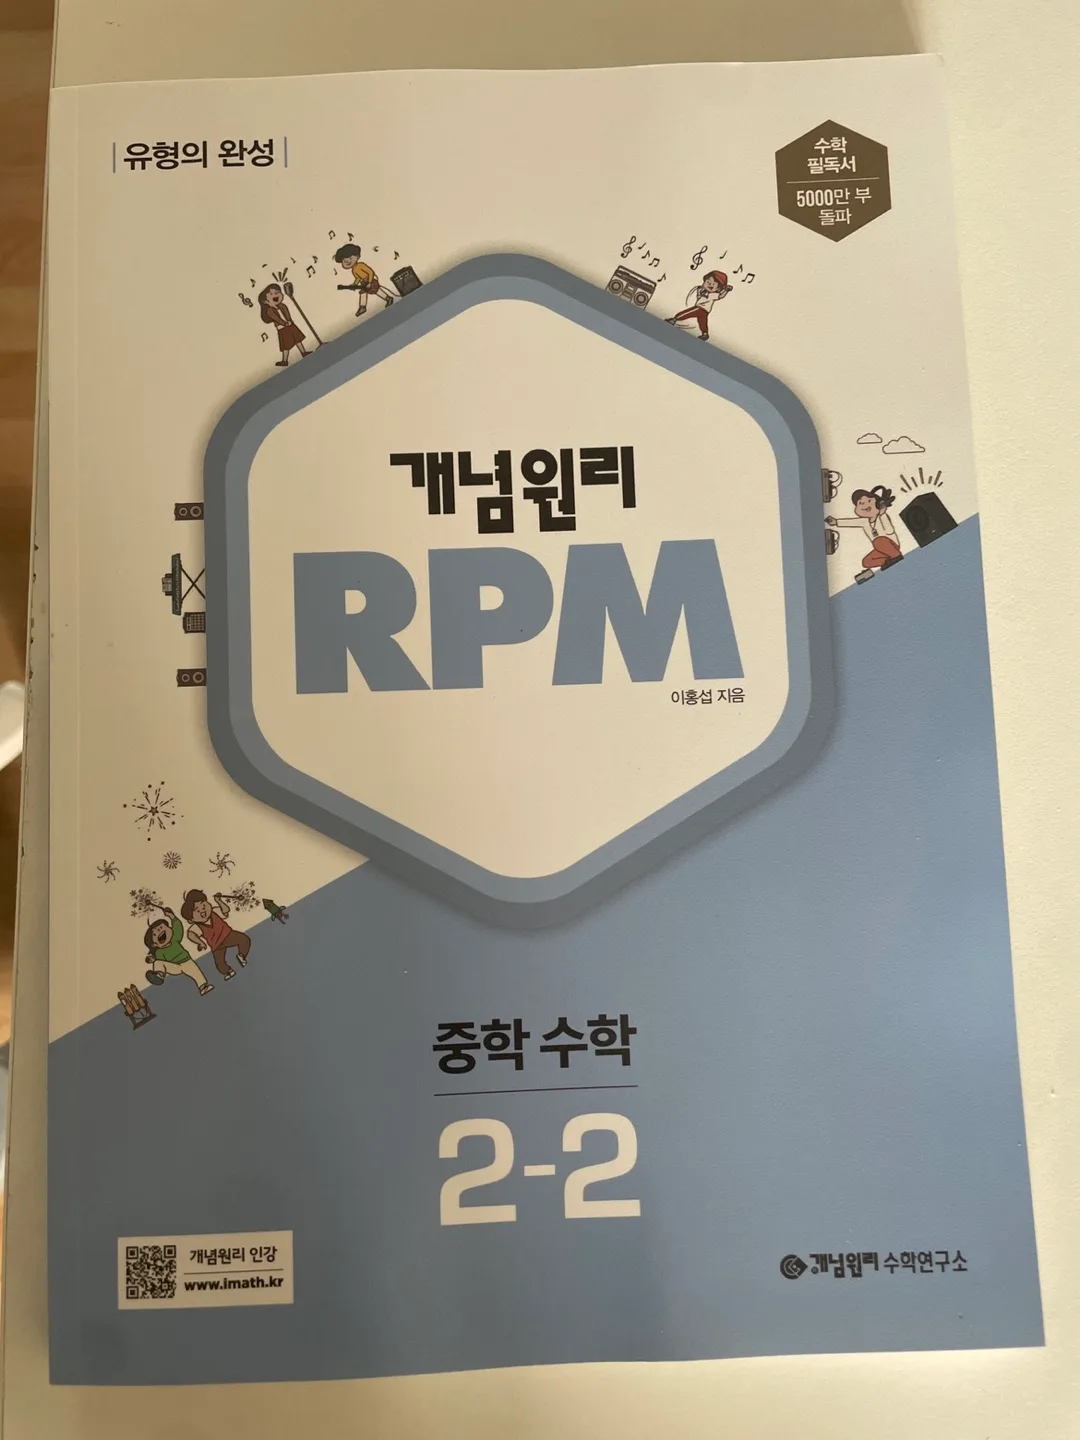 유형의 완성
수학
필독서
5000만 부
돌파
개념원리
RPM
이홍섭 지음
중학 수학
2-2
개념원리 인강
www.imath.kr
개념원리 수학연구소